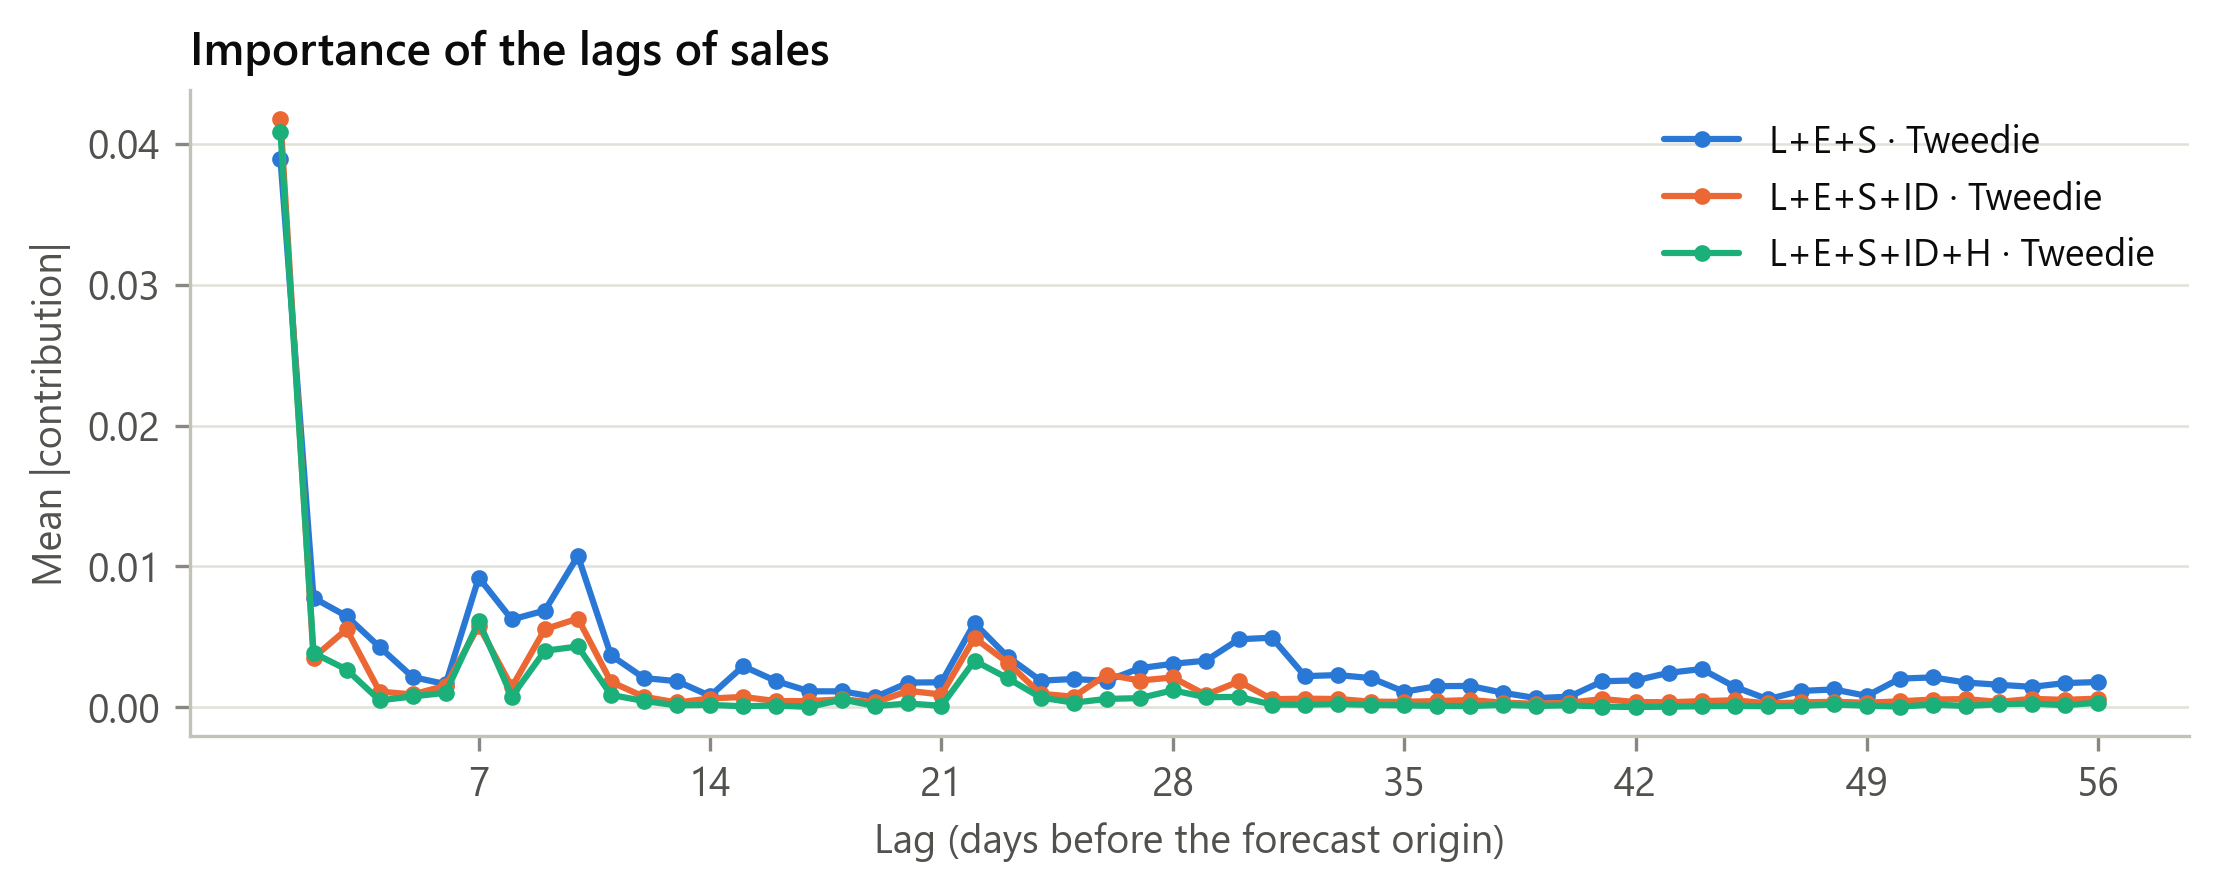 Importance of the lags of sales
0.04
0.03
0.02
0.01
0.00
Mean |contribution|
L+E+S · Tweedie
L+E+S+ID · Tweedie
L+E+S+ID+H · Tweedie
7 14 21 28 35 42 49 56
Lag (days before the forecast origin)